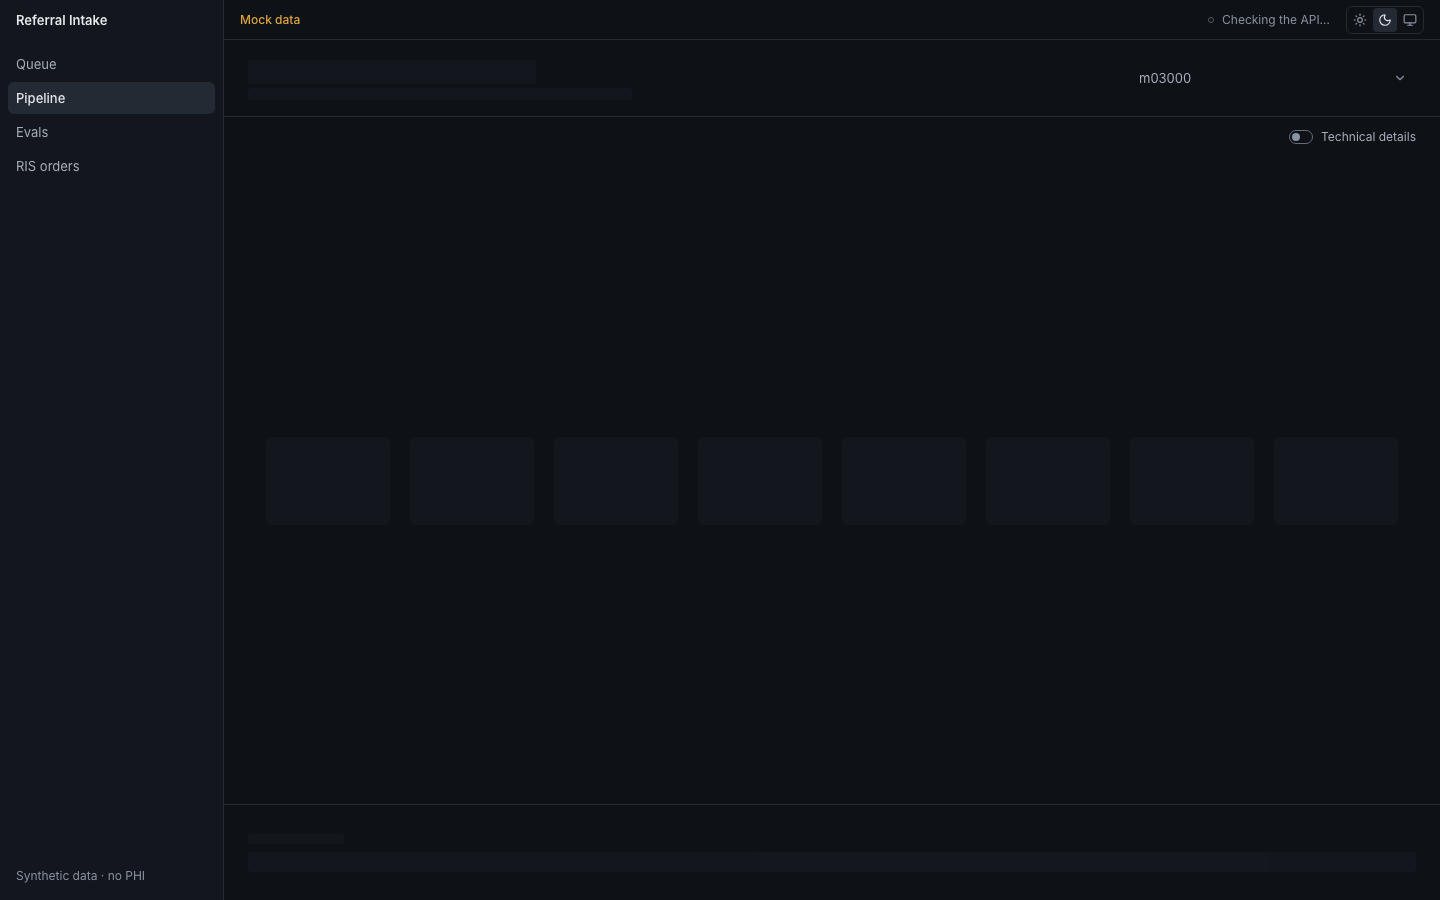 Referral Intake
Queue
Pipeline
Evals
RIS orders
Synthetic data · no PHI
Mock data
Checking the API…
m03000
Technical details